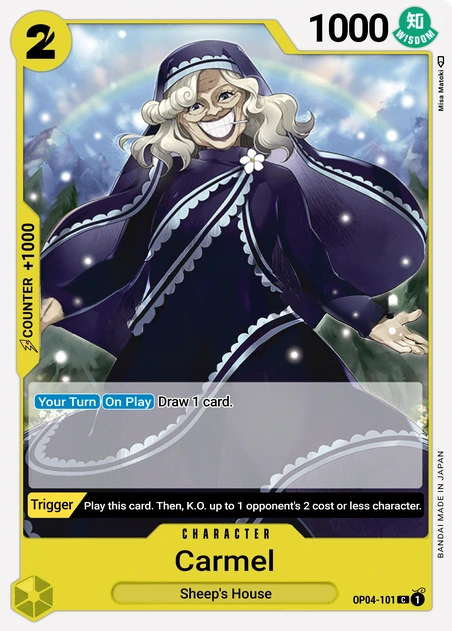 2
1000
知
WISDOM
Misa Matoki
COUNTER +1000
Your Turn On Play Draw 1 card.
Trigger Play this card. Then, K.O. up to 1 opponent's 2 cost or less character.
CHARACTER
Carmel
Sheep's House
OP04-101 C 1
BANDAI MADE IN JAPAN